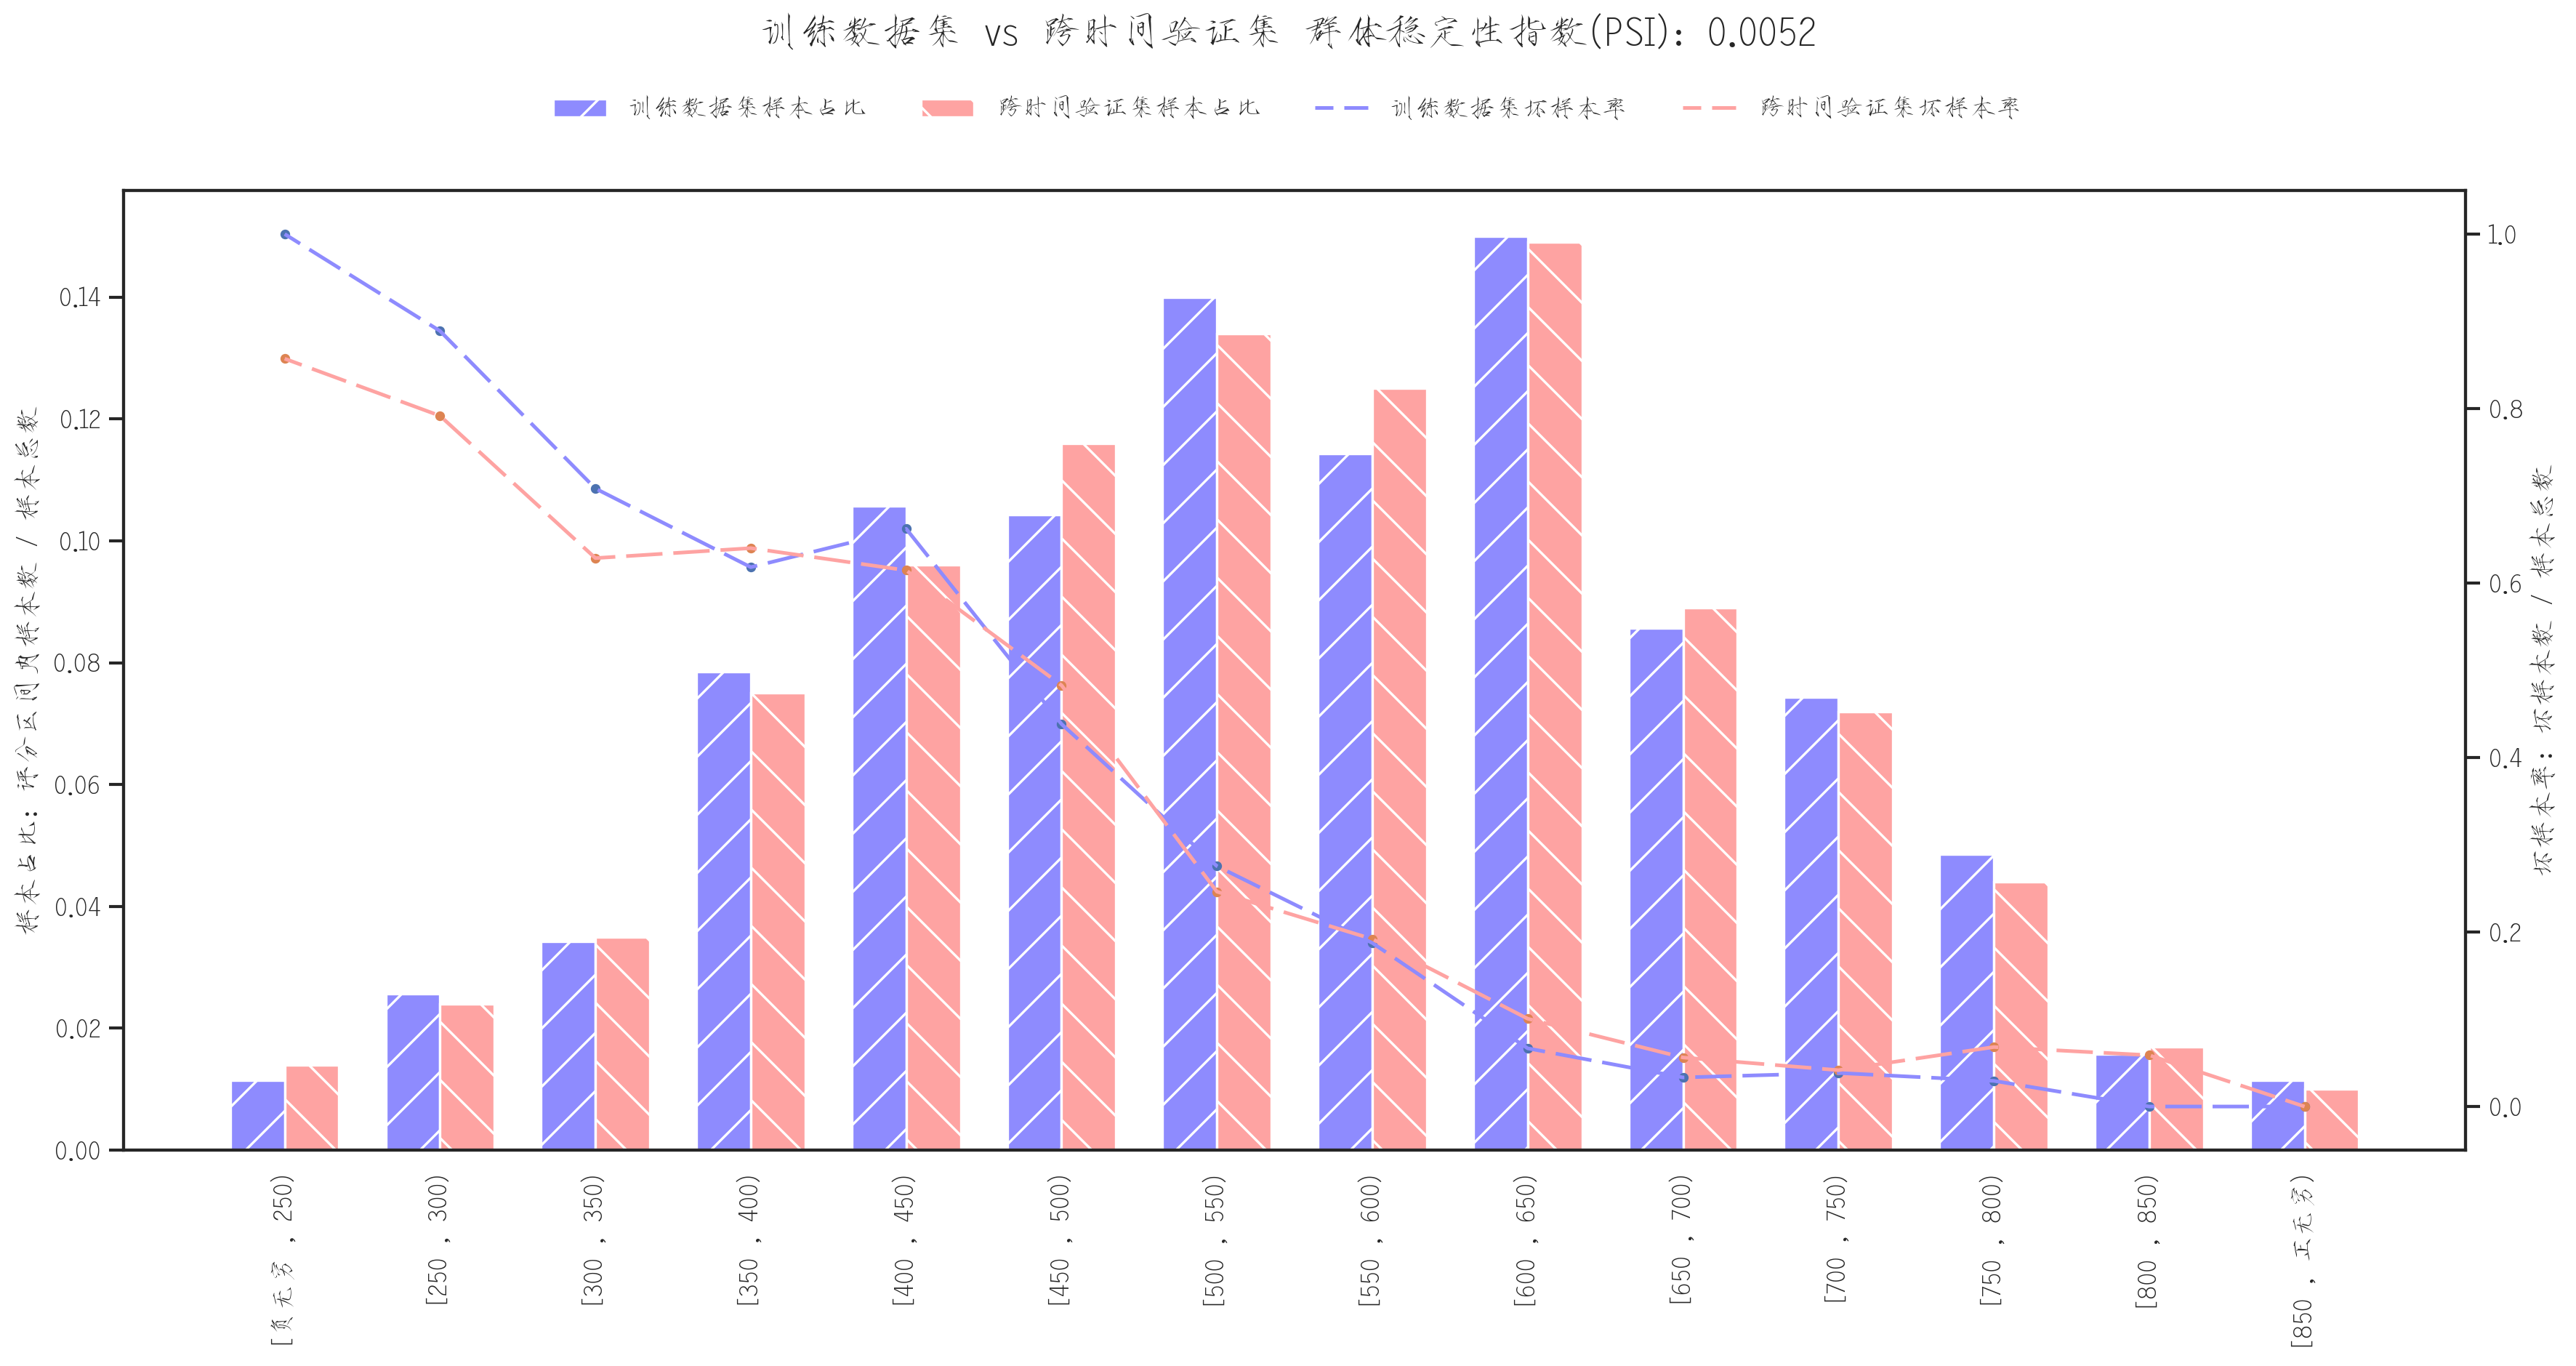 训练数据集 vs 跨时间验证集 群体稳定性指数(PSI): 0.0052
训练数据集样本占比 跨时间验证集样本占比 训练数据集坏样本率 跨时间验证集坏样本率
样本占比: 评分区间内样本数 / 样本总数
0.14
0.12
0.10
0.08
0.06
0.04
0.02
0.00
1.0
0.8
0.6
0.4
0.2
0.0
坏样本率: 坏样本数 / 样本总数
[负无穷 , 250)
[250 , 300)
[300 , 350)
[350 , 400)
[400 , 450)
[450 , 500)
[500 , 550)
[550 , 600)
[600 , 650)
[650 , 700)
[700 , 750)
[750 , 800)
[800 , 850)
[850 , 正无穷)